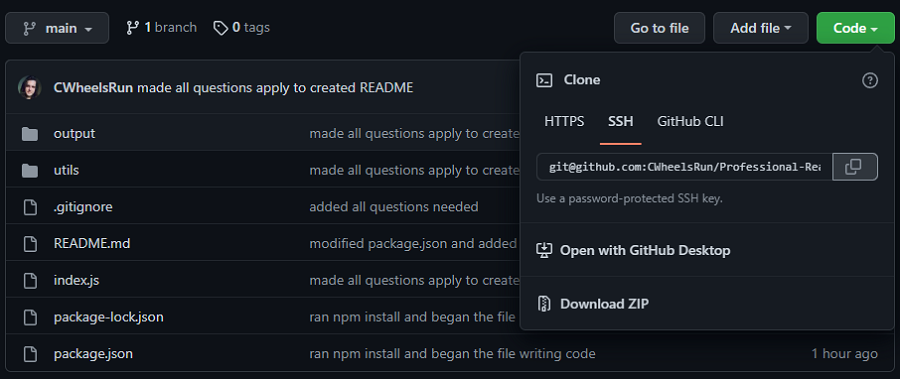 main 1 branch 0 tags Go to file Add file Code
CWheelsRun made all questions apply to created README
Clone
HTTPS SSH GitHub CLI
git@github.com:CWheelsRun/Professional-Rea
Use a password-protected SSH key.
Open with GitHub Desktop
Download ZIP
output made all questions apply to create
utils made all questions apply to create
.gitignore added all questions needed
README.md modified package.json and added
index.js made all questions apply to create
package-lock.json ran npm install and began the file
package.json ran npm install and began the file writing code 1 hour ago